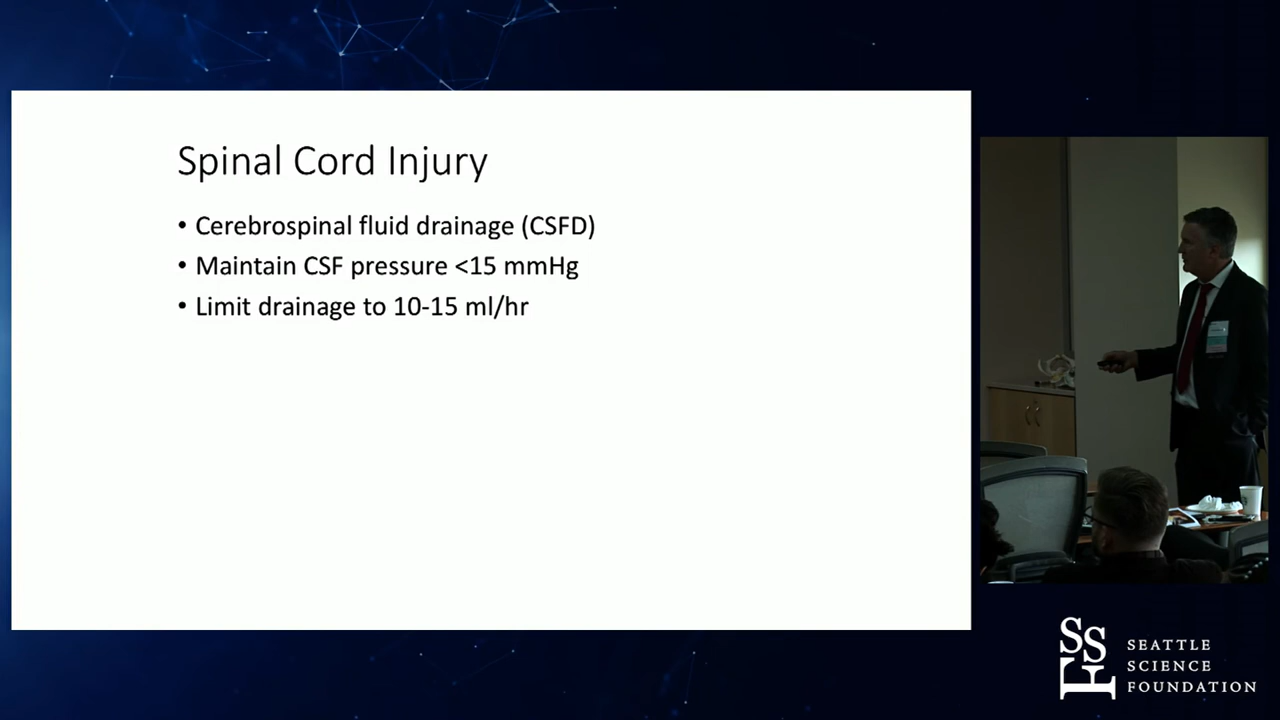 Spinal Cord Injury
• Cerebrospinal fluid drainage (CSFD)
• Maintain CSF pressure <15 mmHg
• Limit drainage to 10-15 ml/hr
SSF
SEATTLE
SCIENCE
FOUNDATION